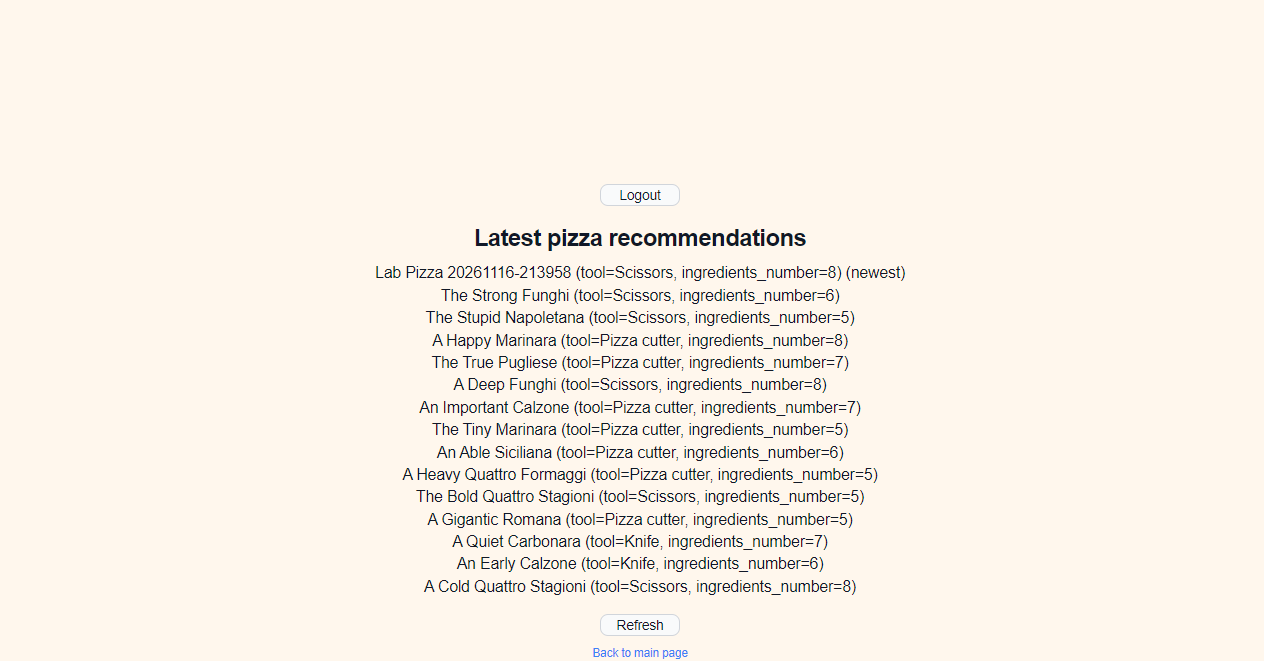 Logout
Latest pizza recommendations
Lab Pizza 20261116-213958 (tool=Scissors, ingredients_number=8) (newest)
The Strong Funghi (tool=Scissors, ingredients_number=6)
The Stupid Napoletana (tool=Scissors, ingredients_number=5)
A Happy Marinara (tool=Pizza cutter, ingredients_number=8)
The True Pugliese (tool=Pizza cutter, ingredients_number=7)
A Deep Funghi (tool=Scissors, ingredients_number=8)
An Important Calzone (tool=Pizza cutter, ingredients_number=7)
The Tiny Marinara (tool=Pizza cutter, ingredients_number=5)
An Able Siciliana (tool=Pizza cutter, ingredients_number=6)
A Heavy Quattro Formaggi (tool=Pizza cutter, ingredients_number=5)
The Bold Quattro Stagioni (tool=Scissors, ingredients_number=5)
A Gigantic Romana (tool=Pizza cutter, ingredients_number=5)
A Quiet Carbonara (tool=Knife, ingredients_number=7)
An Early Calzone (tool=Knife, ingredients_number=6)
A Cold Quattro Stagioni (tool=Scissors, ingredients_number=8)
Refresh
Back to main page